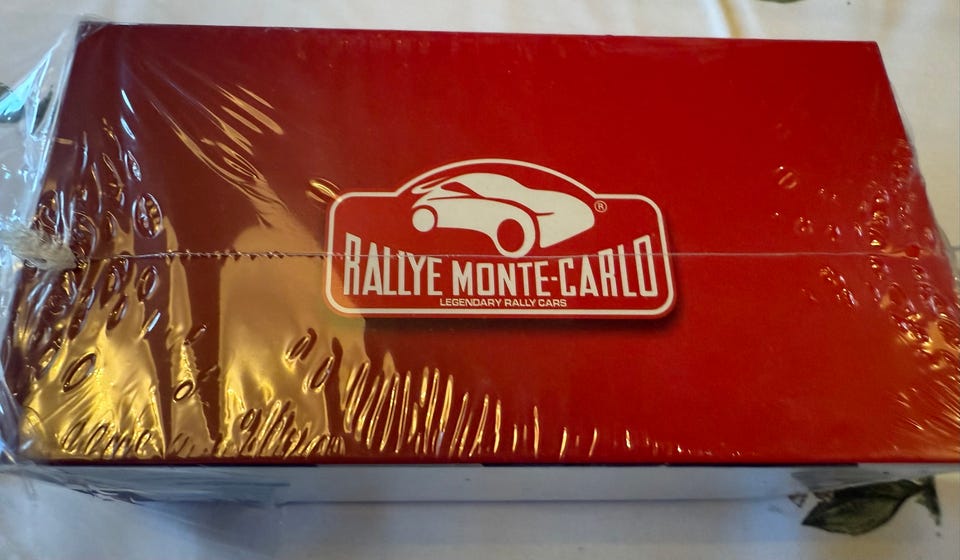 ®
RALLYE MONTE-CARLO
LEGENDARY RALLY CARS